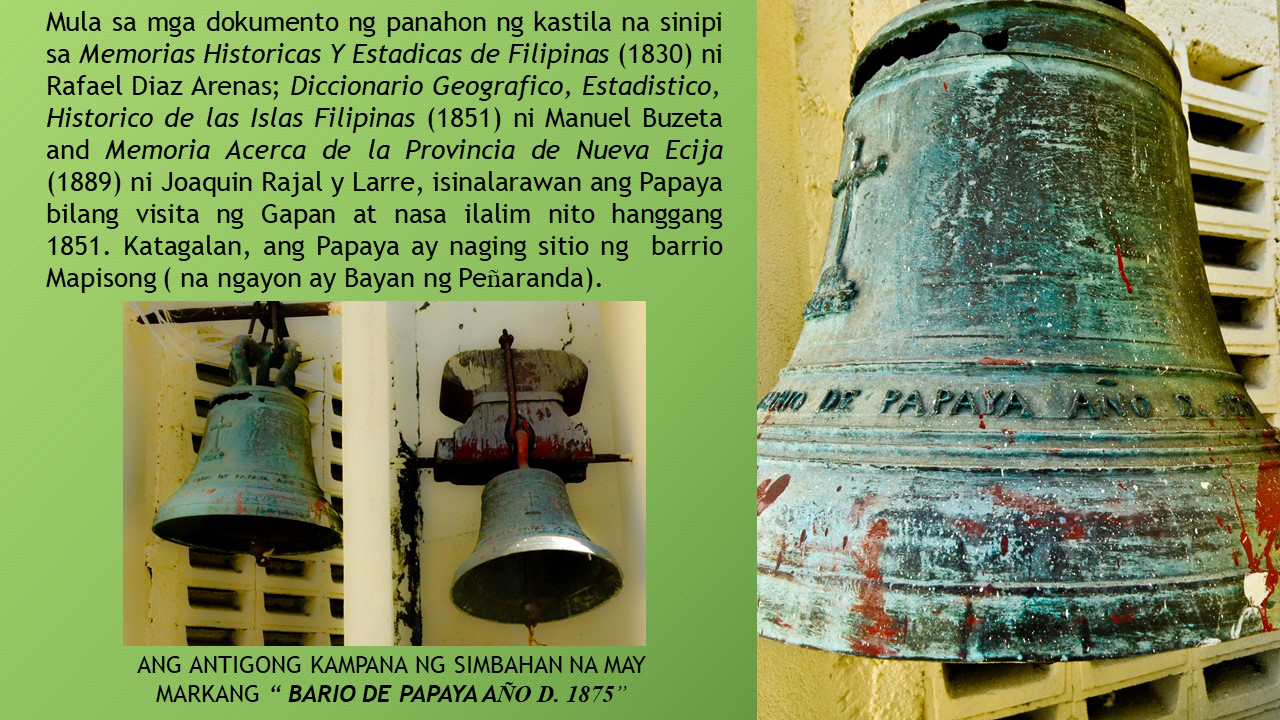 Mula sa mga dokumento ng panahon ng kastila na sinipi
sa Memorias Historicas Y Estadicas de Filipinas (1830) ni
Rafael Diaz Arenas; Diccionario Geografico, Estadistico,
Historico de las Islas Filipinas (1851) ni Manuel Buzeta
and Memoria Acerca de la Provincia de Nueva Ecija
(1889) ni Joaquin Rajal y Larre, isinalarawan ang Papaya
bilang visita ng Gapan at nasa ilalim nito hanggang
1851. Katagalan, ang Papaya ay naging sitio ng barrio
Mapisong ( na ngayon ay Bayan ng Peñaranda).
ANG ANTIGONG KAMPANA NG SIMBAHAN NA MAY
MARKANG “ BARIO DE PAPAYA AÑO D. 1875”
DE PAPAYA AÑO D.